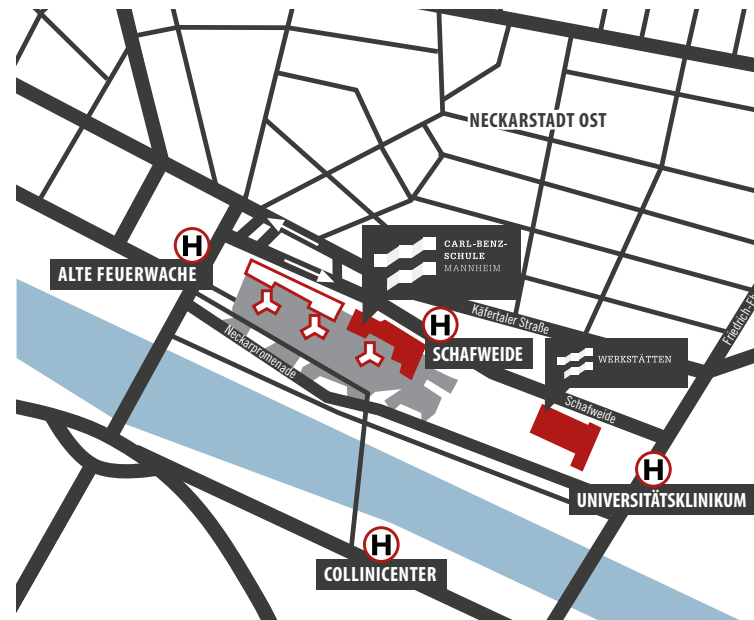 NECKARSTADT OST
H
ALTE FEUERWACHE
CARL-BENZ-
SCHULE
MANNHEIM
Käfertaler Straße
H
SCHAFWEIDE
Neckarpromenade
WERKSTÄTTEN
Schafweide
H
UNIVERSITÄTSKLINIKUM
H
COLLINICENTER